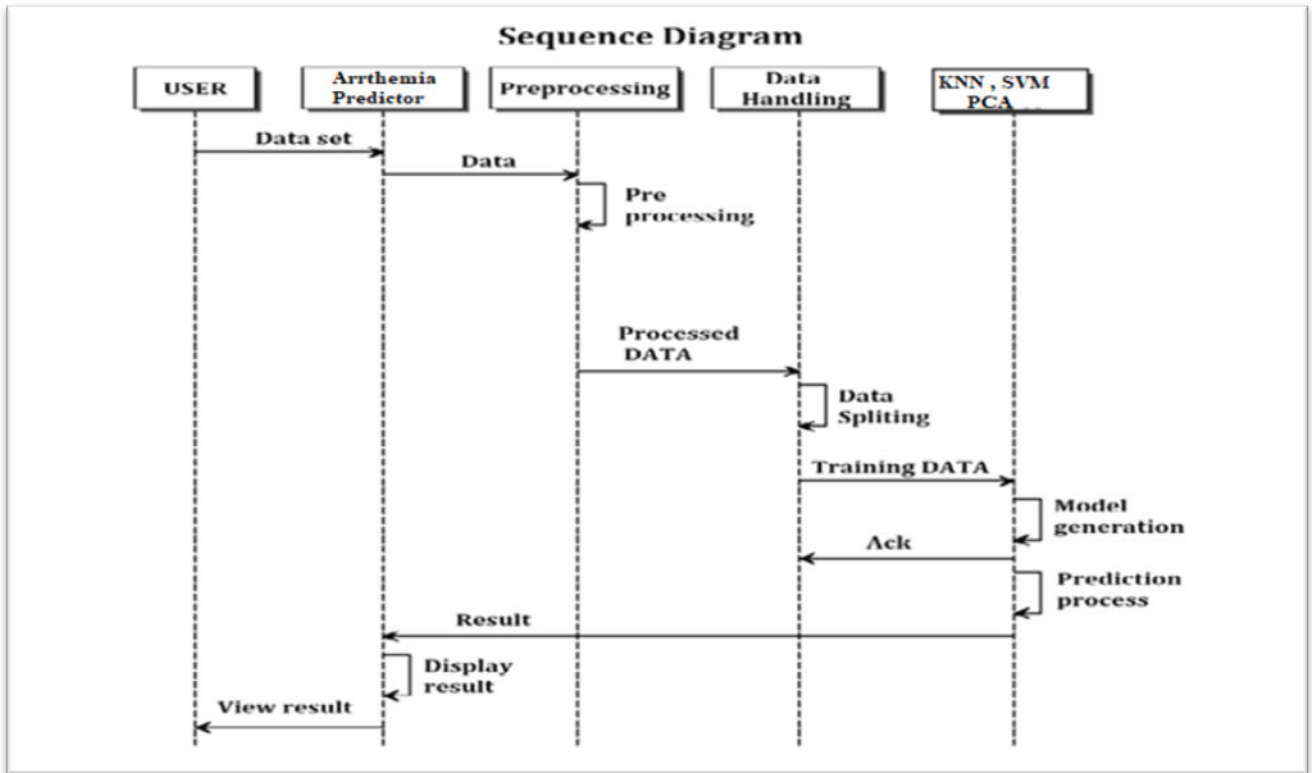 Sequence Diagram
USER
Arrthemia
Predictor
Preprocessing
Data
Handling
KNN , SVM
PCA
Data set
Data
Pre
processing
Processed
DATA
Data
Spliting
Training DATA
Model
generation
Ack
Prediction
process
Result
Display
result
View result